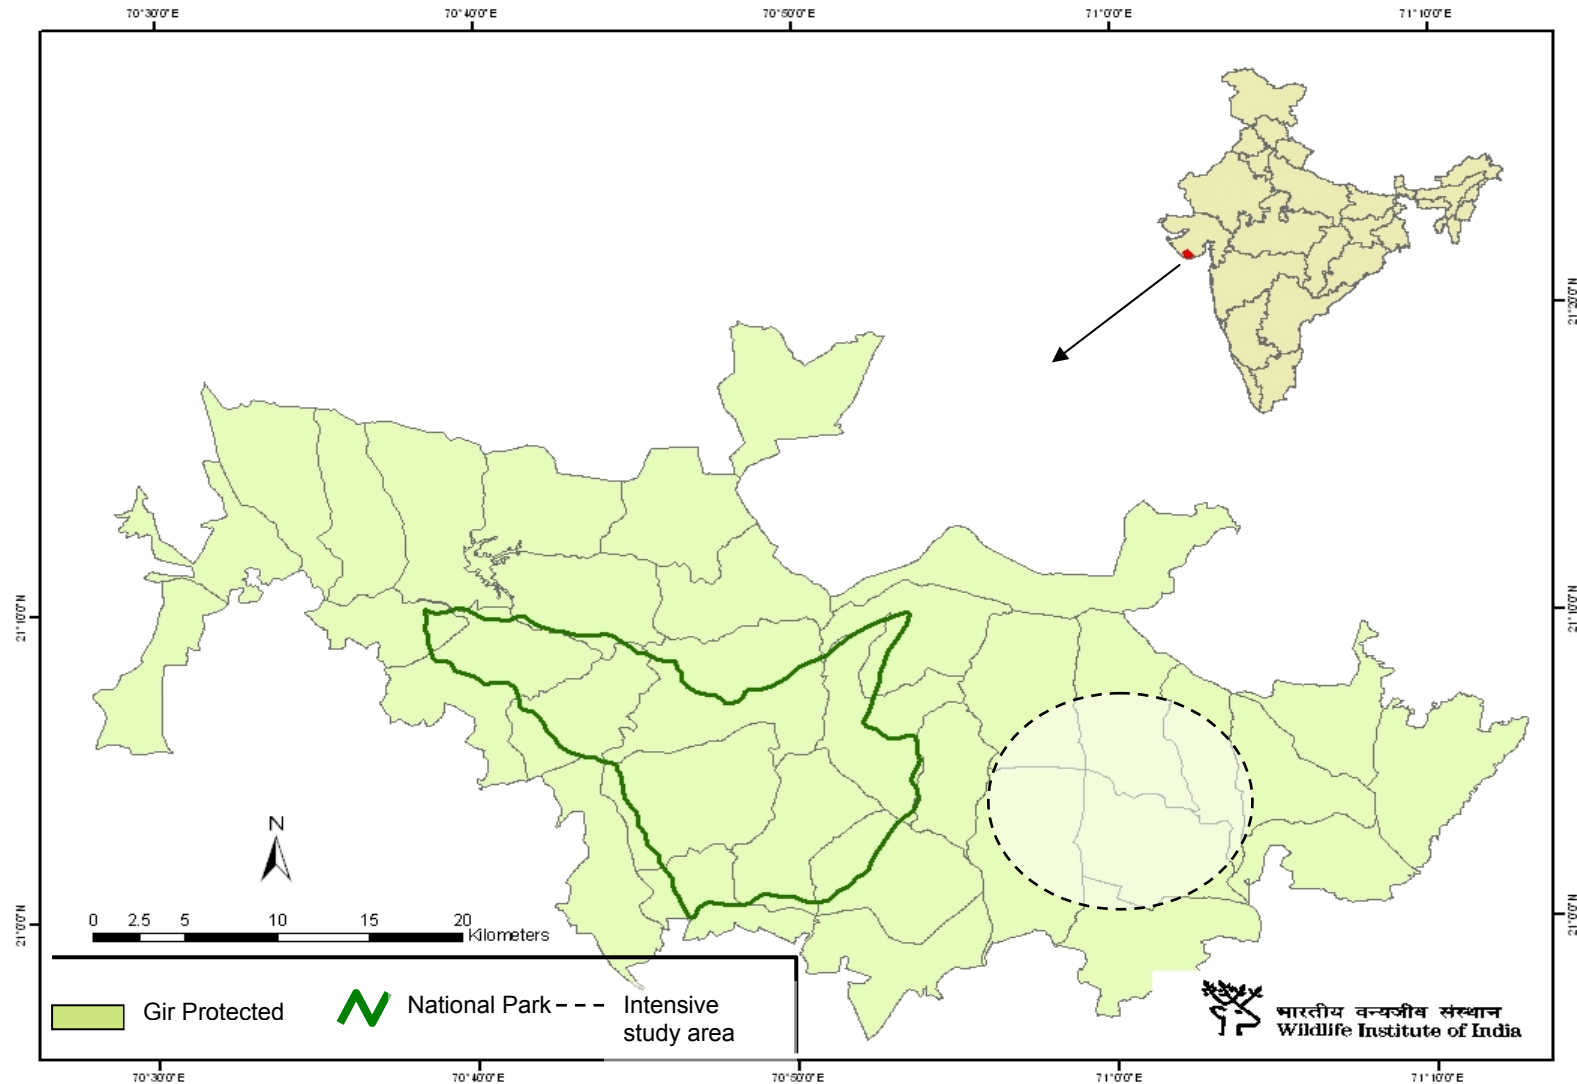 70°30'0"E 70°40'0"E 70°50'0"E 71°0'0"E 71°10'0"E
21°20'0"N
21°10'0"N 21°10'0"N
N
21°0'0"N 21°0'0"N
0 2.5 5 10 15 20
Kilometers
Gir Protected
National Park
Intensive
study area
भारतीय वन्यजीव संस्थान
Wildlife Institute of India
70°30'0"E 70°40'0"E 70°50'0"E 71°0'0"E 71°10'0"E